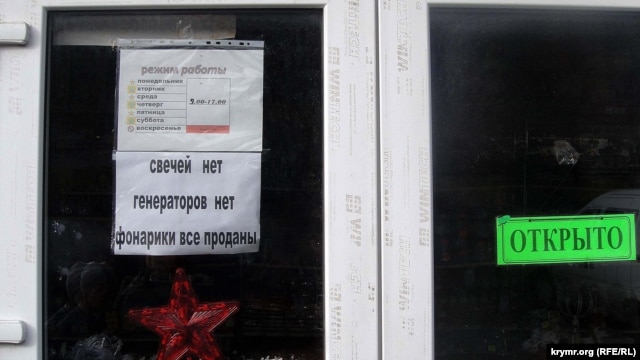 режим работы
понедельник
вторник
среда
четверг
пятница
суббота
воскресенье
9.00-17.00
свечей нет
генераторов нет
фонарики все проданы
ОТКРЫТО
krymr.org (RFE/RL)